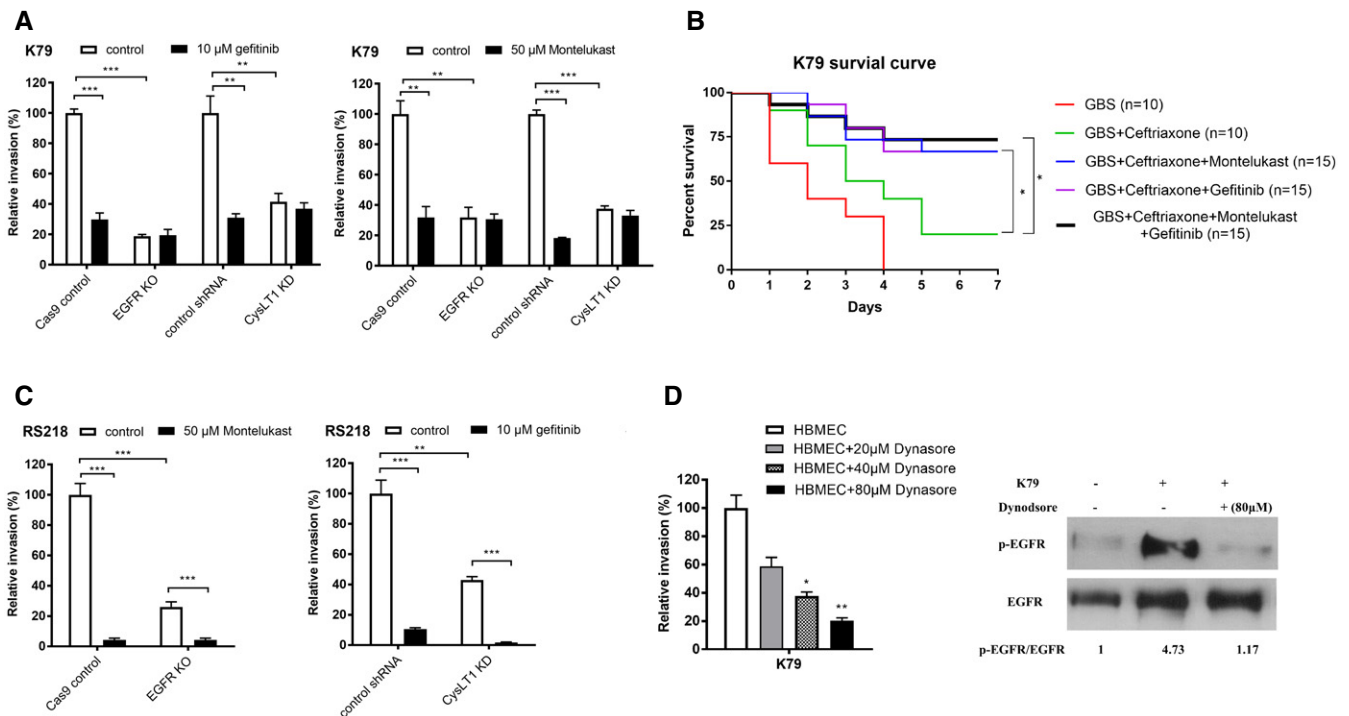 A
K79
control
10 µM gefitinib
Relative invasion (%)
120
100
80
60
40
20
0
***
***
**
**
Cas9 control
EGFR KO
control shRNA
CysLT1 KD
K79
control
50 µM Montelukast
Relative invasion (%)
120
100
80
60
40
20
0
**
**
***
***
Cas9 control
EGFR KO
control shRNA
CysLT1 KD
B
K79 survial curve
Percent survival
100
75
50
25
0
0 1 2 3 4 5 6 7
Days
*
*
GBS (n=10)
GBS+Ceftriaxone (n=10)
GBS+Ceftriaxone+Montelukast (n=15)
GBS+Ceftriaxone+Gefitinib (n=15)
GBS+Ceftriaxone+Montelukast
+Gefitinib (n=15)
C
RS218
control
50 µM Montelukast
Relative invasion (%)
120
100
80
60
40
20
0
***
***
***
Cas9 control
EGFR KO
RS218
control
10 µM gefitinib
Relative invasion (%)
120
100
80
60
40
20
0
**
***
***
control shRNA
CysLT1 KD
D
HBMEC
HBMEC+20µM Dynasore
HBMEC+40µM Dynasore
HBMEC+80µM Dynasore
Relative invasion (%)
120
100
80
60
40
20
0
*
**
K79
K79 - + +
Dynodsore - - + (80µM)
p-EGFR
EGFR
p-EGFR/EGFR 1 4.73 1.17